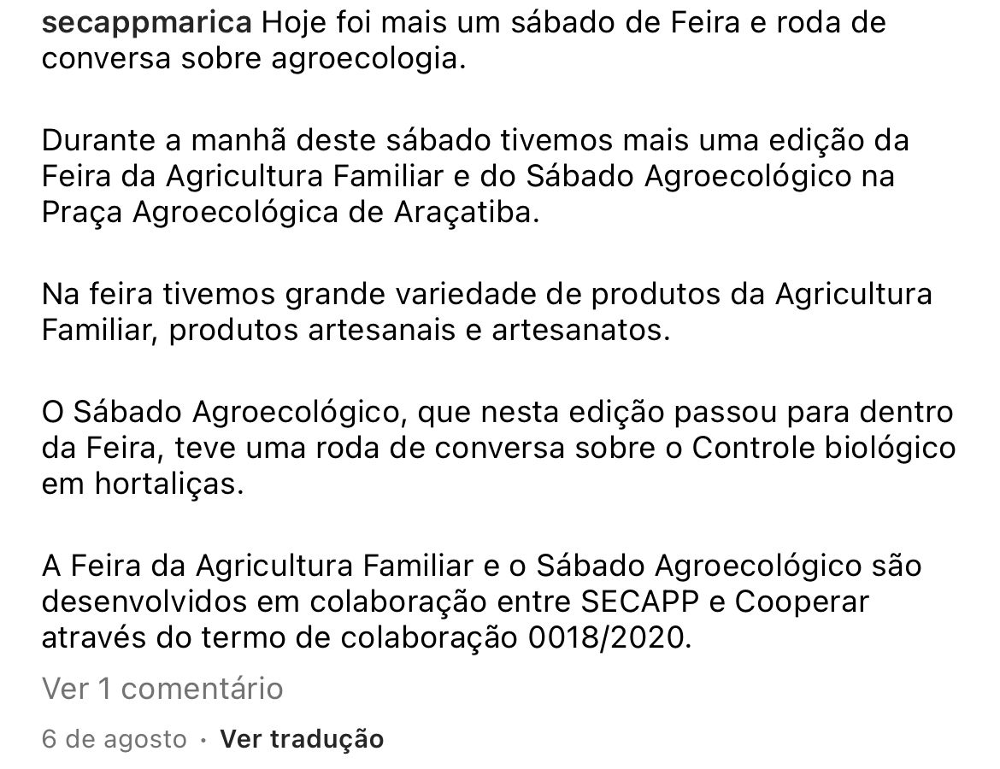 secappmarica Hoje foi mais um sábado de Feira e roda de
conversa sobre agroecologia.
Durante a manhã deste sábado tivemos mais uma edição da
Feira da Agricultura Familiar e do Sábado Agroecológico na
Praça Agroecológica de Araçatiba.
Na feira tivemos grande variedade de produtos da Agricultura
Familiar, produtos artesanais e artesanatos.
O Sábado Agroecológico, que nesta edição passou para dentro
da Feira, teve uma roda de conversa sobre o Controle biológico
em hortaliças.
A Feira da Agricultura Familiar e o Sábado Agroecológico são
desenvolvidos em colaboração entre SECAPP e Cooperar
através do termo de colaboração 0018/2020.
Ver 1 comentário
6 de agosto · Ver tradução